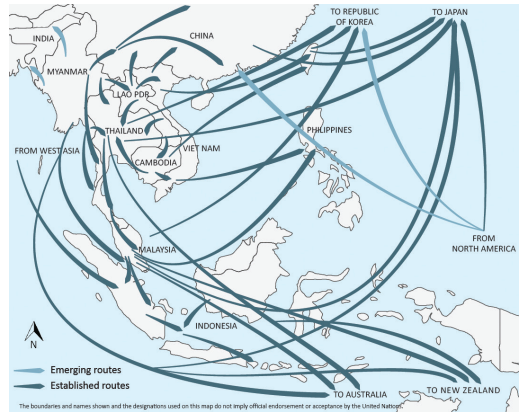 TO REPUBLIC
OF KOREA
TO JAPAN
CHINA
INDIA
MYANMAR
LAO PDR
THAILAND
VIET NAM
PHILIPPINES
FROM WEST ASIA
CAMBODIA
FROM
NORTH AMERICA
MALAYSIA
INDONESIA
N
Emerging routes
Established routes
TO AUSTRALIA
TO NEW ZEALAND
The boundaries and names shown and the designations used on this map do not imply official endorsement or acceptance by the United Nation